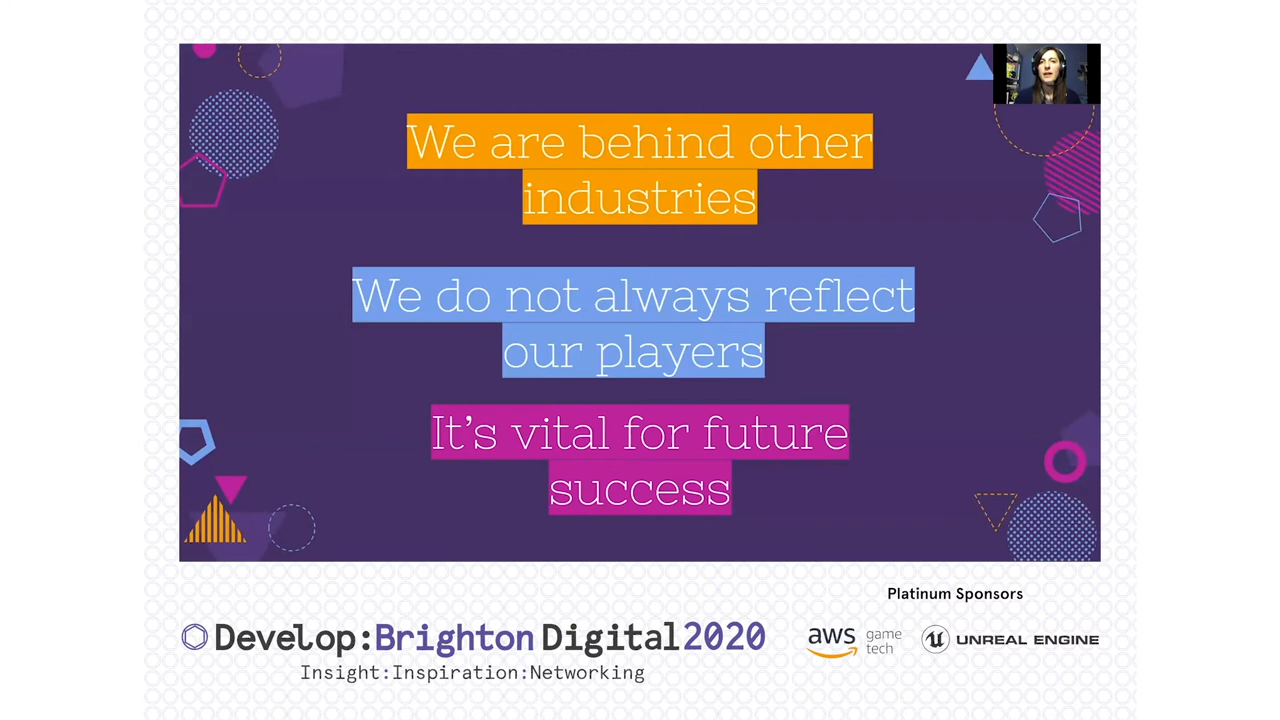 We are behind other
industries
We do not always reflect
our players
It's vital for future
success
Platinum Sponsors
Develop:Brighton Digital 2020
Insight:Inspiration:Networking
aws game
tech
UNREAL ENGINE